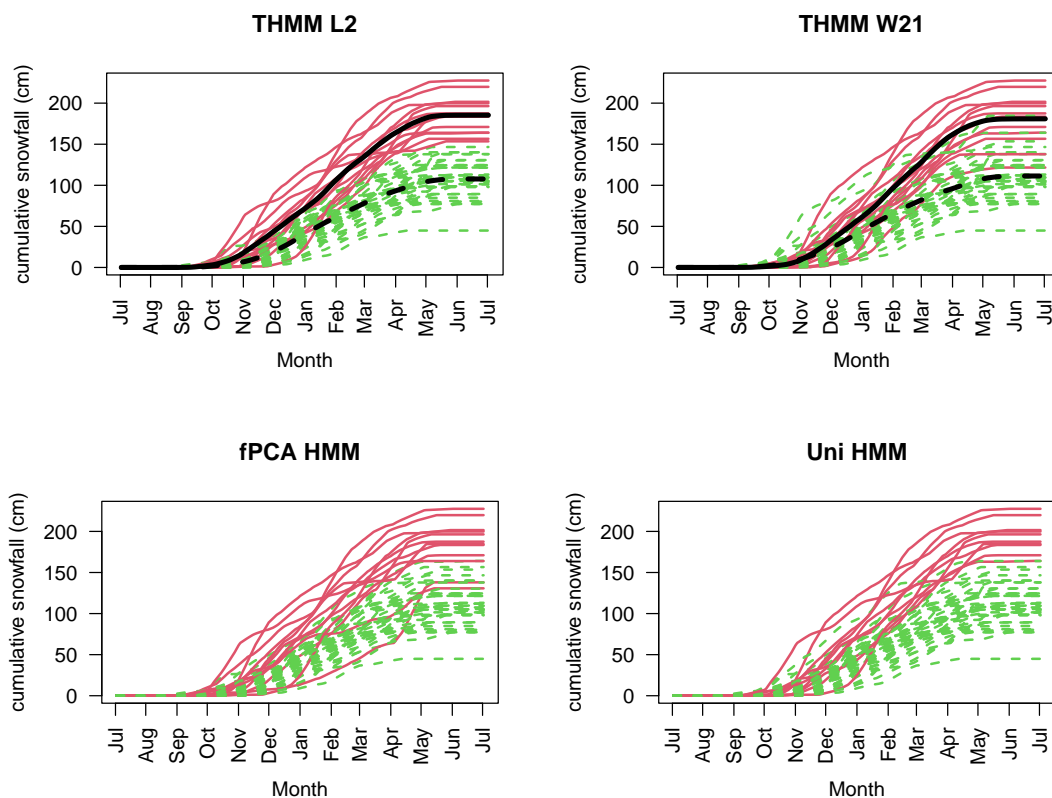 THMM L2
cumulative snowfall (cm)
200
150
100
50
0
Jul
Aug
Sep
Oct
Nov
Dec
Jan
Feb
Mar
Apr
May
Jun
Jul
Month
THMM W21
cumulative snowfall (cm)
200
150
100
50
0
Jul
Aug
Sep
Oct
Nov
Dec
Jan
Feb
Mar
Apr
May
Jun
Jul
Month
fPCA HMM
cumulative snowfall (cm)
200
150
100
50
0
Jul
Aug
Sep
Oct
Nov
Dec
Jan
Feb
Mar
Apr
May
Jun
Jul
Month
Uni HMM
cumulative snowfall (cm)
200
150
100
50
0
Jul
Aug
Sep
Oct
Nov
Dec
Jan
Feb
Mar
Apr
May
Jun
Jul
Month